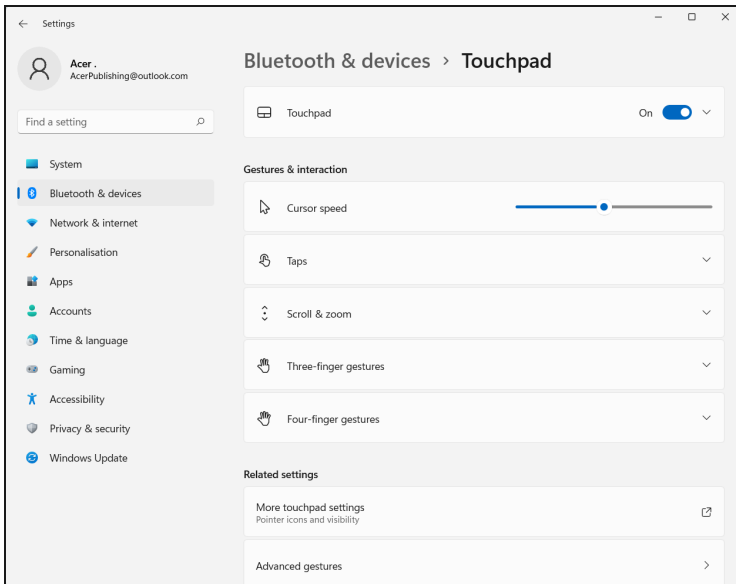 Settings
Acer .
AcerPublishing@outlook.com
Find a setting
System
Bluetooth & devices
Network & internet
Personalisation
Apps
Accounts
Time & language
Gaming
Accessibility
Privacy & security
Windows Update
Bluetooth & devices > Touchpad
Touchpad On
Gestures & interaction
Cursor speed
Taps
Scroll & zoom
Three-finger gestures
Four-finger gestures
Related settings
More touchpad settings
Pointer icons and visibility
Advanced gestures